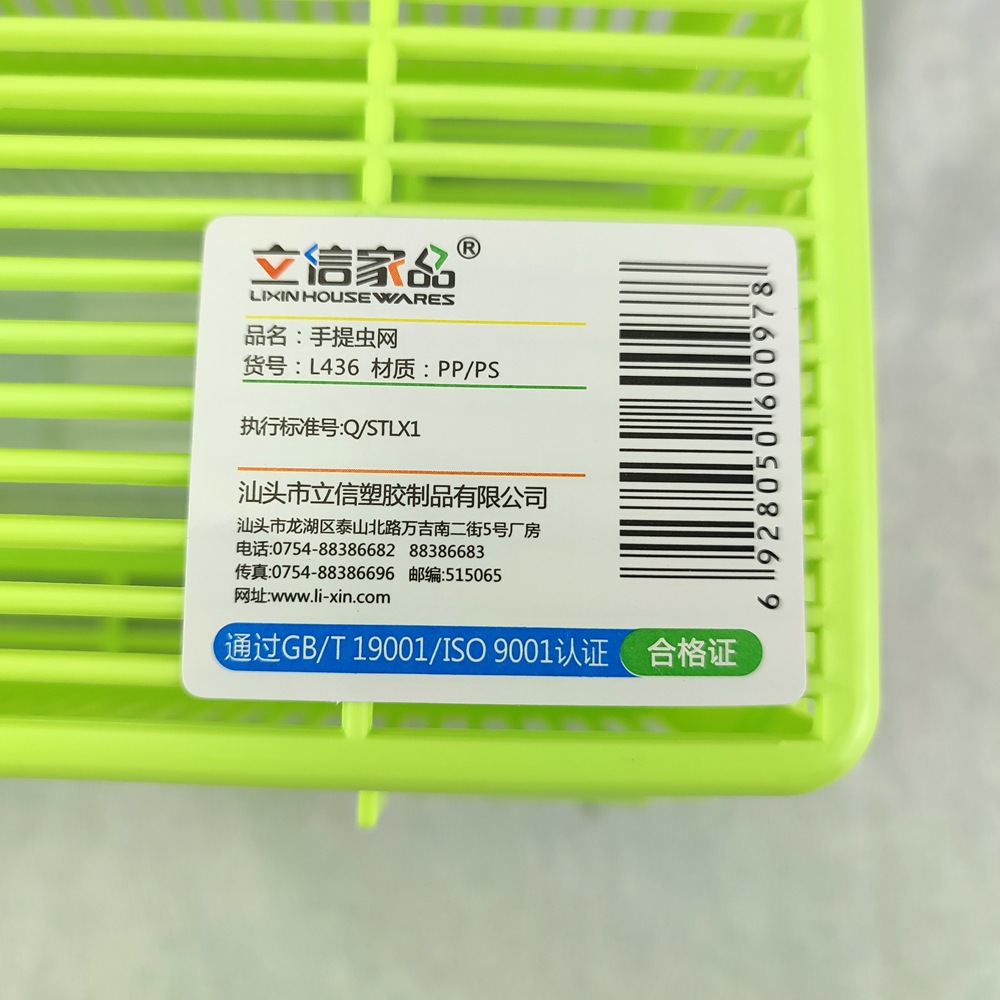 立信家品®
LIXIN HOUSEWARES
品名：手提虫网
货号：L436 材质：PP/PS
执行标准号:Q/STLX1
汕头市立信塑胶制品有限公司
汕头市龙湖区泰山北路万吉南二街5号厂房
电话:0754-88386682 88386683
传真:0754-88386696 邮编:515065
网址:www.li-xin.com
通过GB/T 19001/ISO 9001认证 合格证
6928050600978